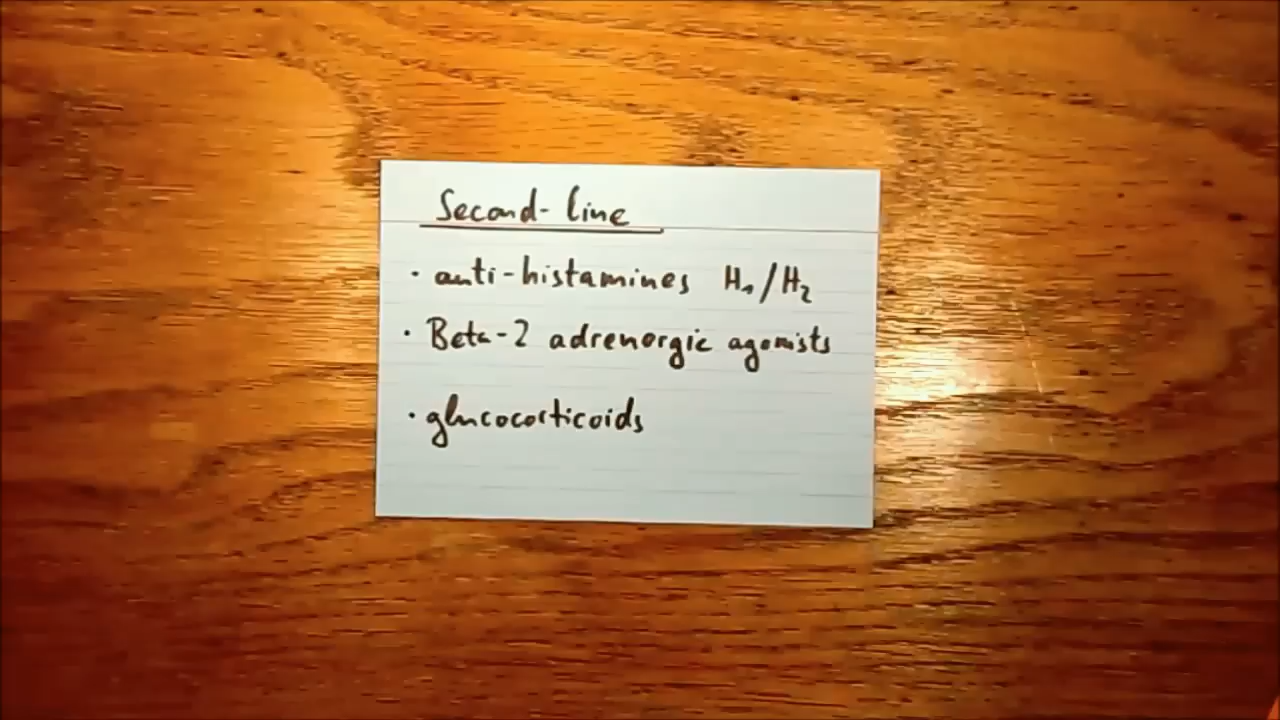 Second-line
· anti-histamines H₁/H₂
· Beta-2 adrenergic agonists
· glucocorticoids